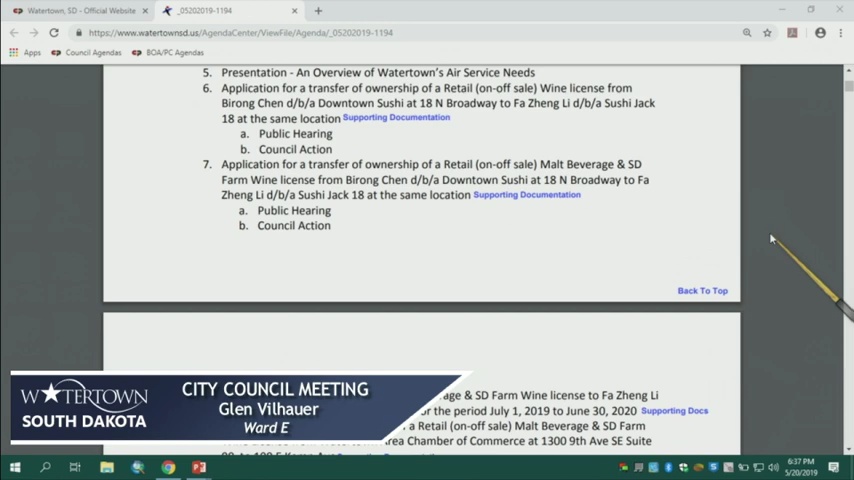 Watertown, SD - Official Website
_05202019-1194
https://www.watertownsd.us/AgendaCenter/ViewFile/Agenda/_05202019-1194
Apps
Council Agendas
BOA/PC Agendas
5. Presentation - An Overview of Watertown's Air Service Needs
6. Application for a transfer of ownership of a Retail (on-off sale) Wine license from
Birong Chen d/b/a Downtown Sushi at 18 N Broadway to Fa Zheng Li d/b/a Sushi Jack
18 at the same location Supporting Documentation
a. Public Hearing
b. Council Action
7. Application for a transfer of ownership of a Retail (on-off sale) Malt Beverage & SD
Farm Wine license from Birong Chen d/b/a Downtown Sushi at 18 N Broadway to Fa
Zheng Li d/b/a Sushi Jack 18 at the same location Supporting Documentation
a. Public Hearing
b. Council Action
Back To Top
age & SD Farm Wine license to Fa Zheng Li
or the period July 1, 2019 to June 30, 2020 Supporting Docs
a Retail (on-off sale) Malt Beverage & SD Farm
Area Chamber of Commerce at 1300 9th Ave SE Suite
WATERTOWN
SOUTH DAKOTA
CITY COUNCIL MEETING
Glen Vilhauer
Ward E
6:37 PM
5/20/2019